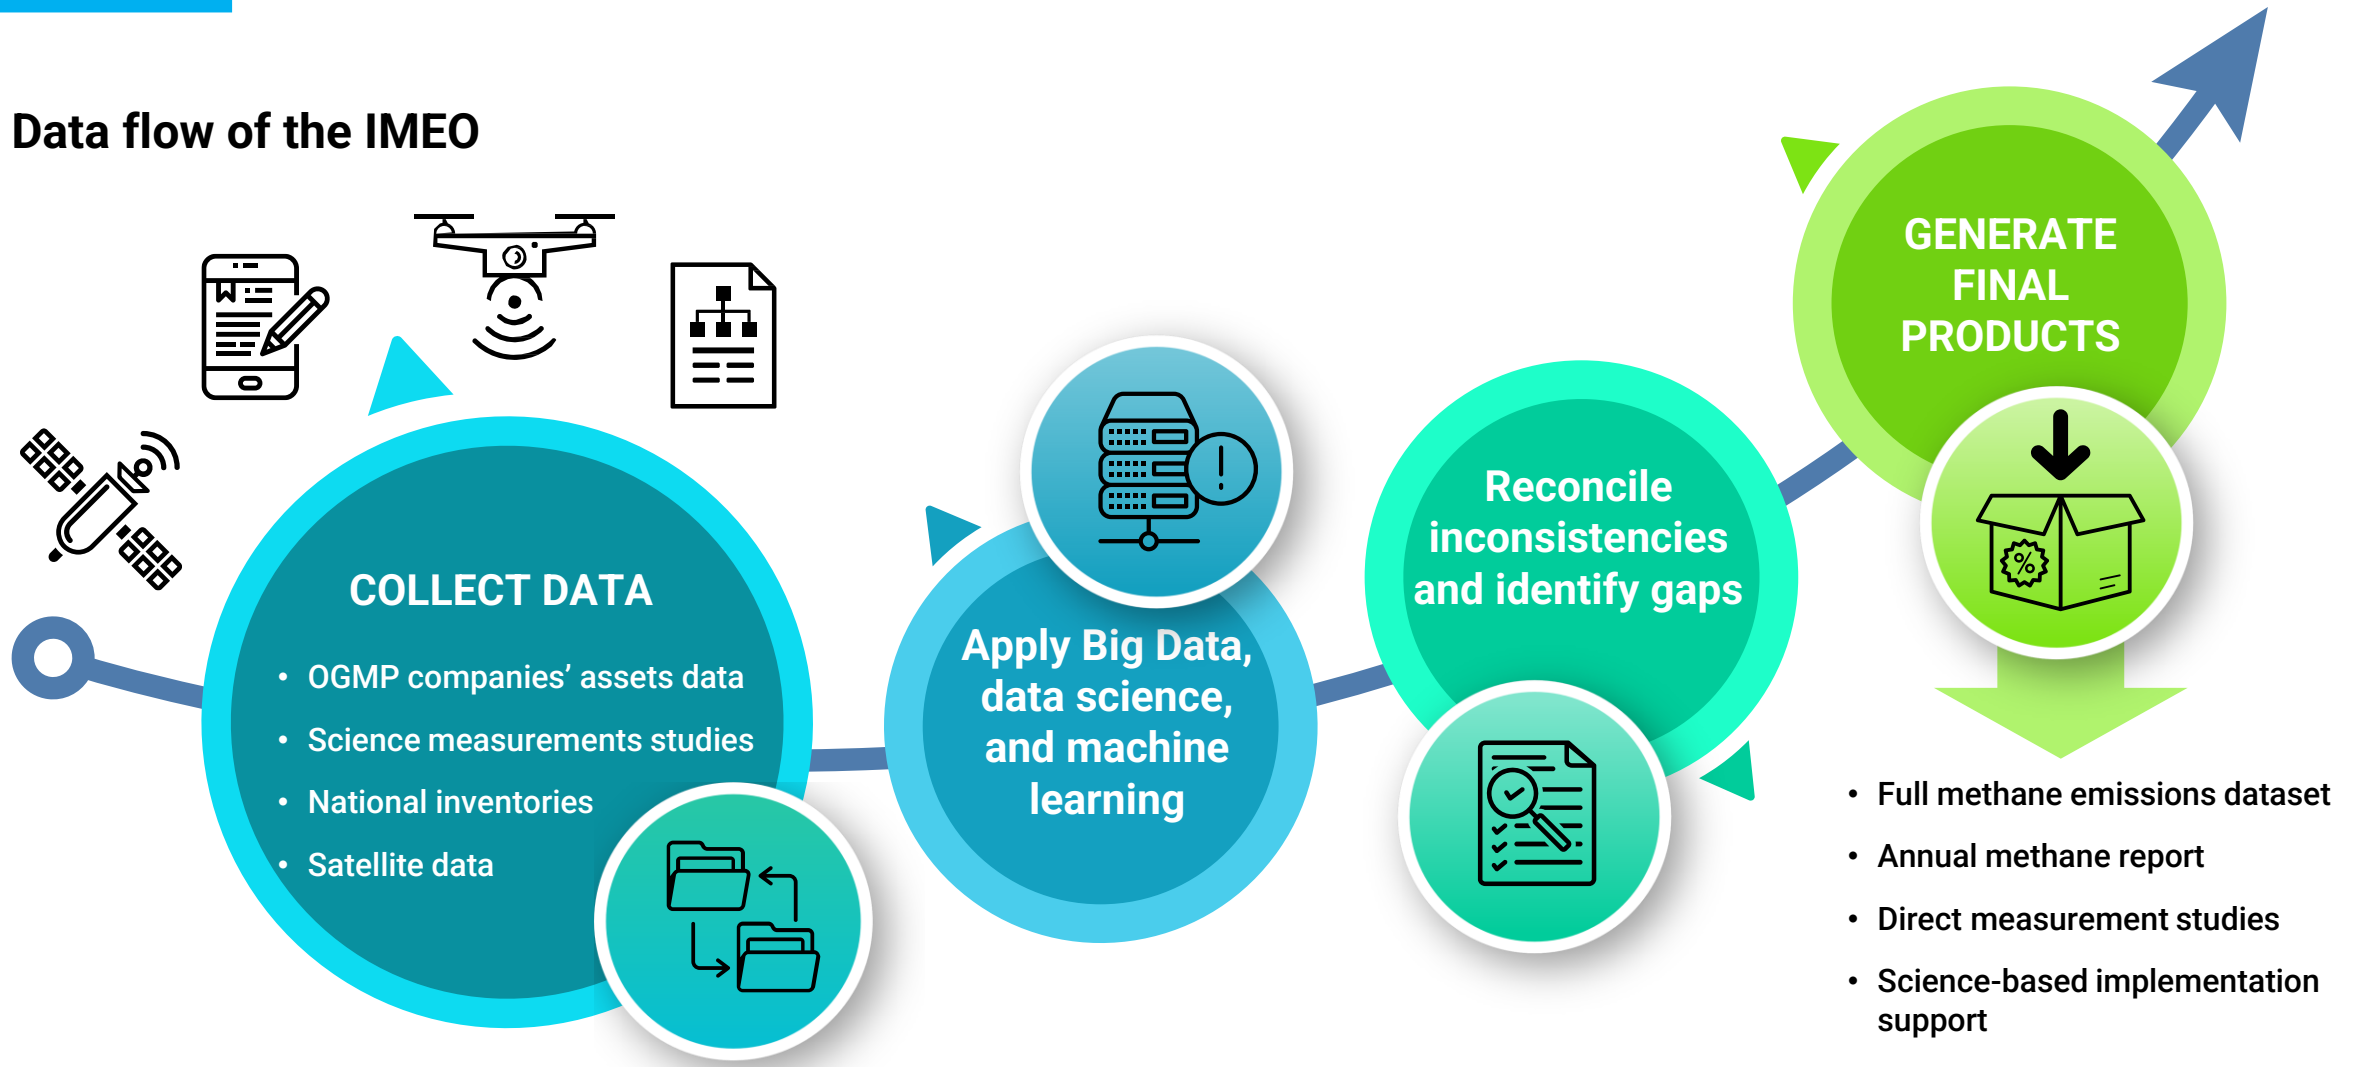 Data flow of the IMEO
COLLECT DATA
• OGMP companies’ assets data
• Science measurements studies
• National inventories
• Satellite data
Apply Big Data,
data science,
and machine
learning
Reconcile
inconsistencies
and identify gaps
GENERATE
FINAL
PRODUCTS
%
• Full methane emissions dataset
• Annual methane report
• Direct measurement studies
• Science-based implementation
support